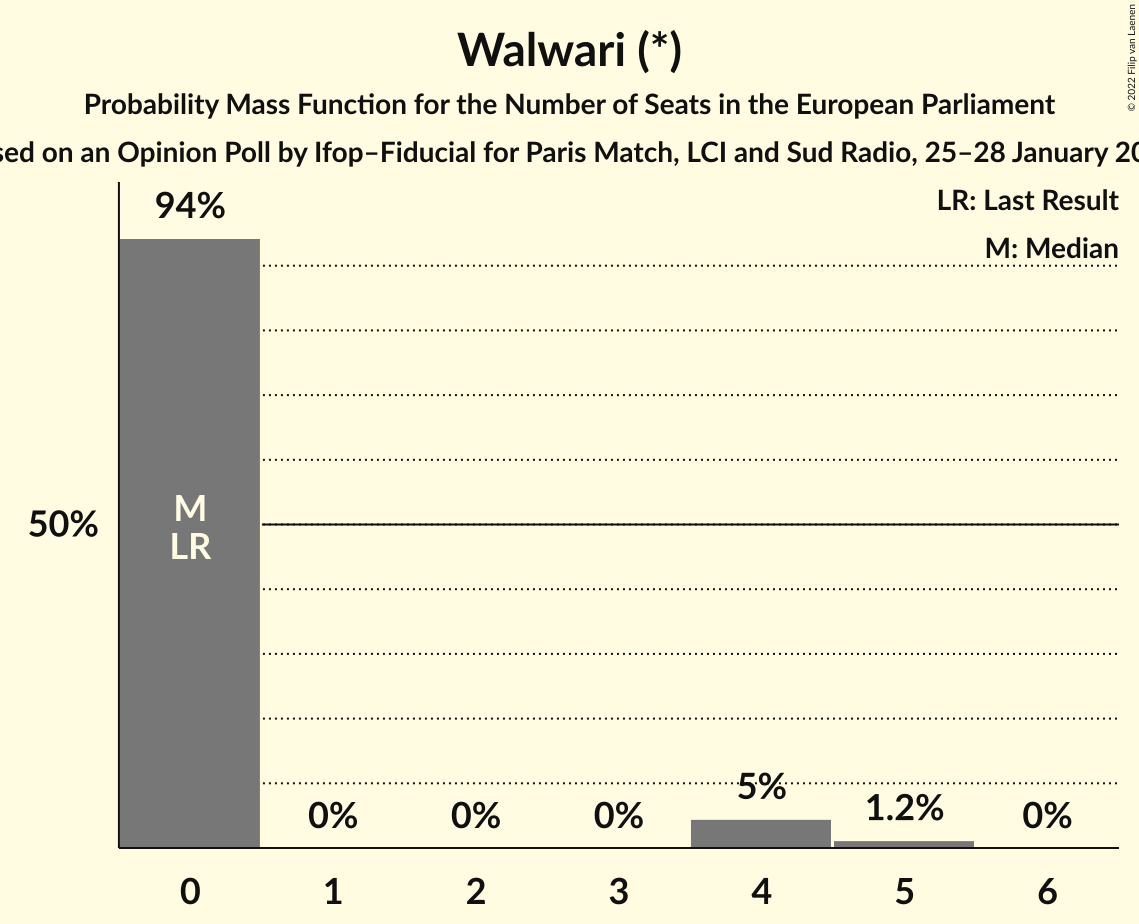 Walwari (*)
Probability Mass Function for the Number of Seats in the European Parliament
sed on an Opinion Poll by Ifop–Fiducial for Paris Match, LCI and Sud Radio, 25–28 January 20
© 2022 Filip van Laenen
LR: Last Result
M: Median
94%
50%
M
LR
0% 0% 0% 5% 1.2% 0%
0 1 2 3 4 5 6